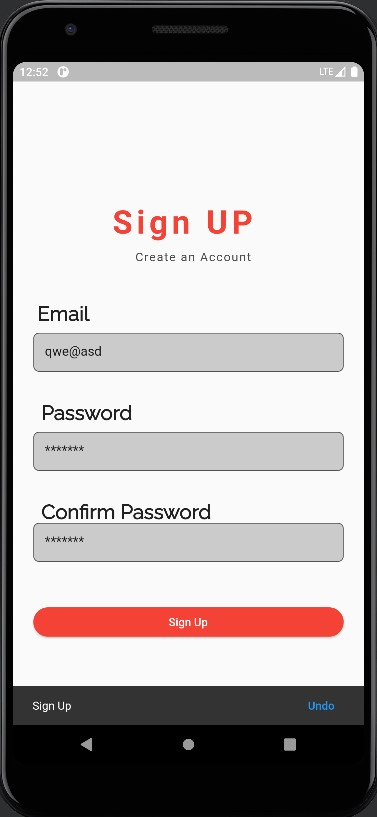 12:52 LTE
Sign UP
Create an Account
Email
qwe@asd
Password
*******
Confirm Password
*******
Sign Up
Sign Up Undo